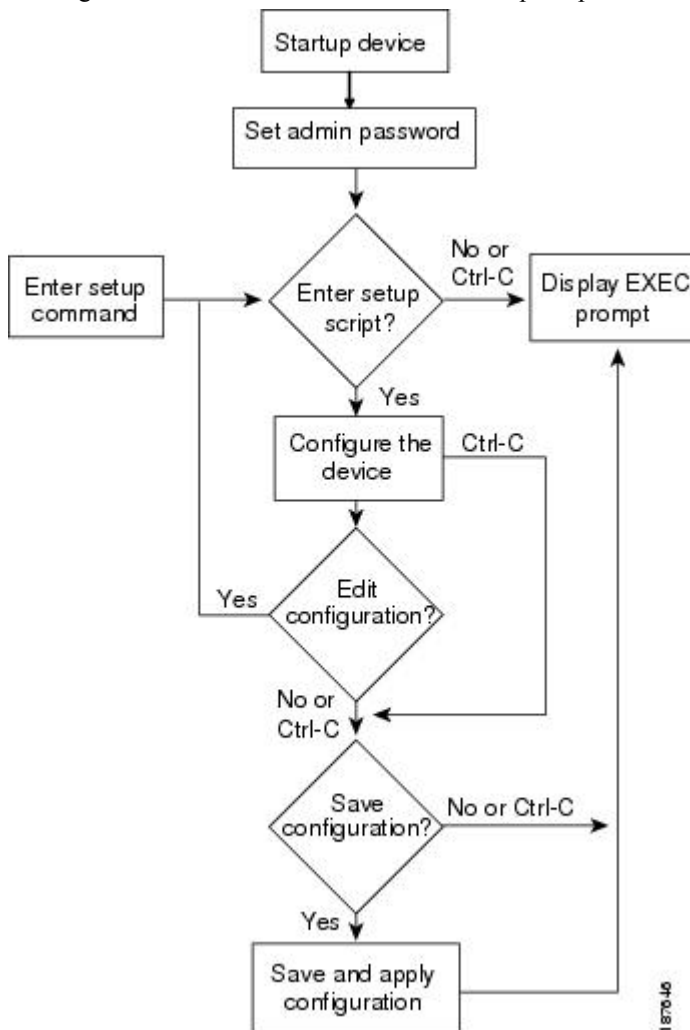 Startup device
Set admin password
No or
Ctrl-C
Enter setup
command
Enter setup
script?
Display EXEC
prompt
Yes
Configure the
device
Ctrl-C
Edit
configuration?
Yes
No or
Ctrl-C
Save
configuration?
No or Ctrl-C
Yes
Save and apply
configuration
187646